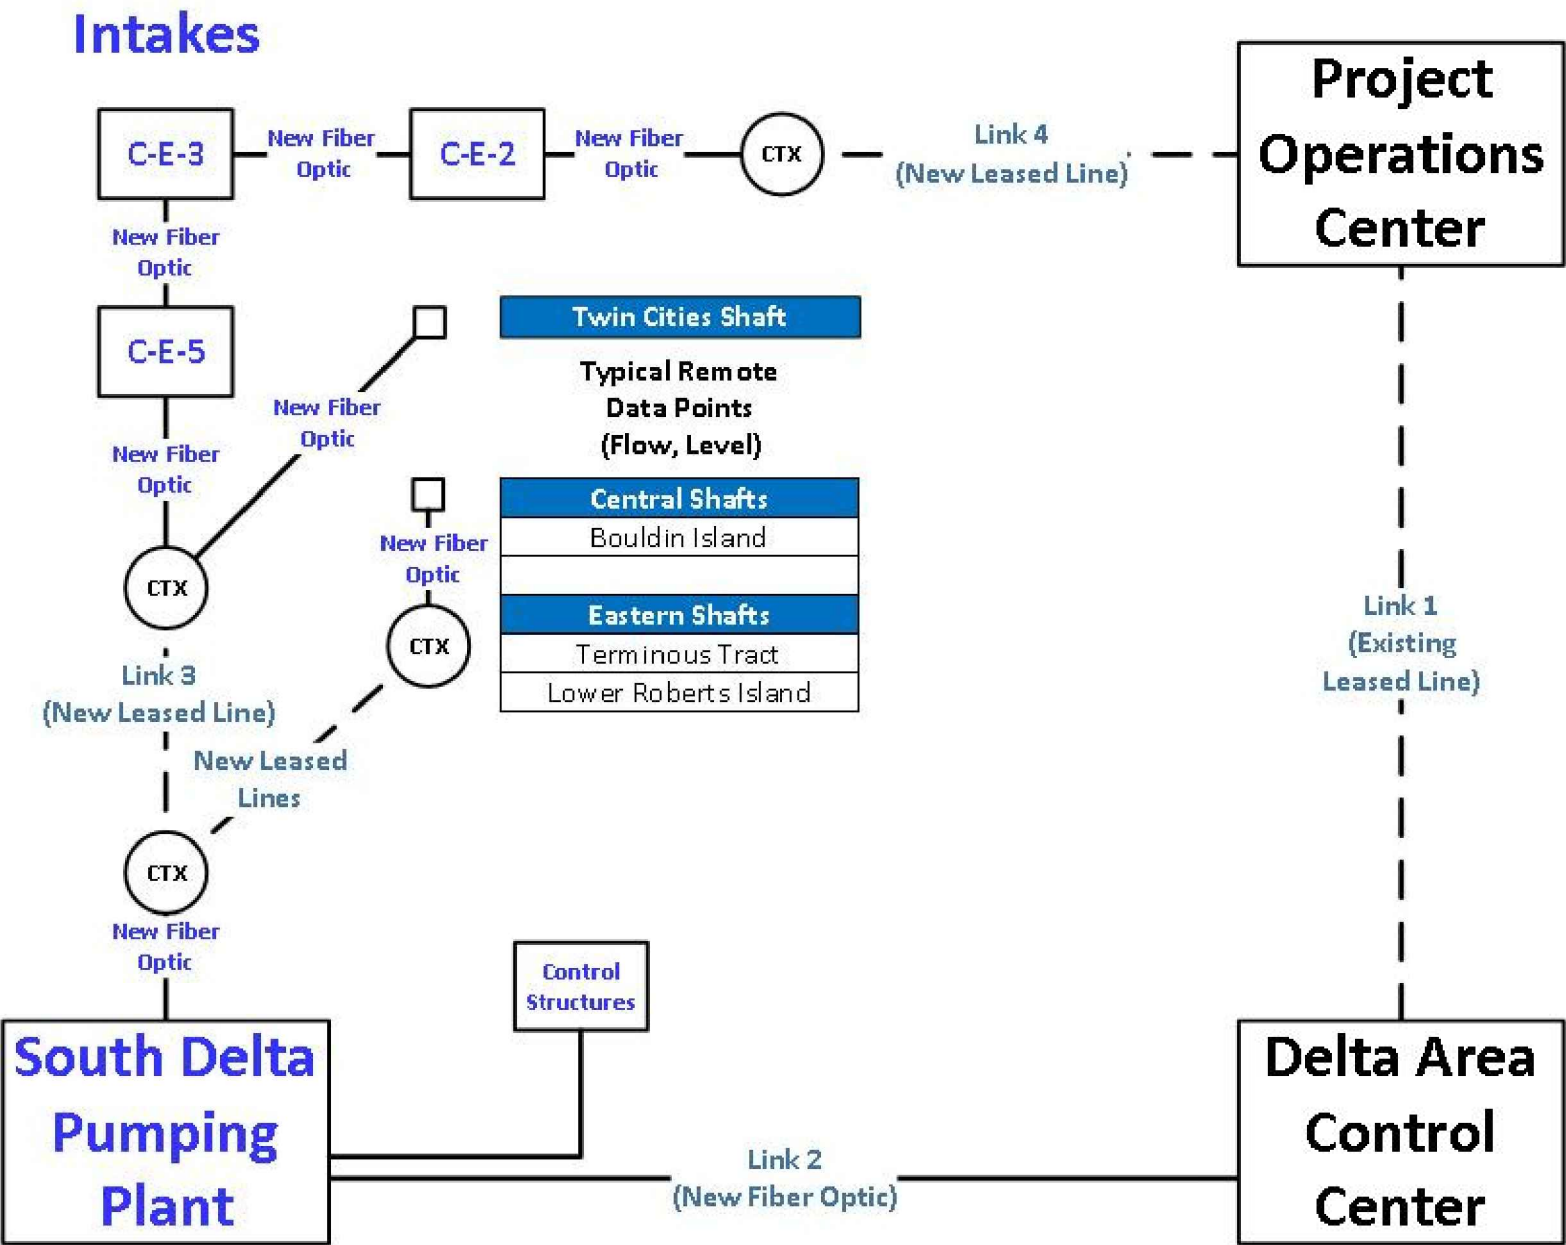 Intakes
C-E-3
New Fiber
Optic
C-E-2
New Fiber
Optic
CTX
Link 4
(New Leased Line)
Project
Operations
Center
New Fiber
Optic
C-E-5
New Fiber
Optic
New Fiber
Optic
Twin Cities Shaft
Typical Remote
Data Points
(Flow, Level)
Central Shafts
Bouldin Island
Eastern Shafts
Terminous Tract
Lower Roberts Island
New Fiber
Optic
CTX
CTX
Link 3
(New Leased Line)
New Leased
Lines
Link 1
(Existing
Leased Line)
CTX
New Fiber
Optic
Control
Structures
South Delta
Pumping
Plant
Link 2
(New Fiber Optic)
Delta Area
Control
Center